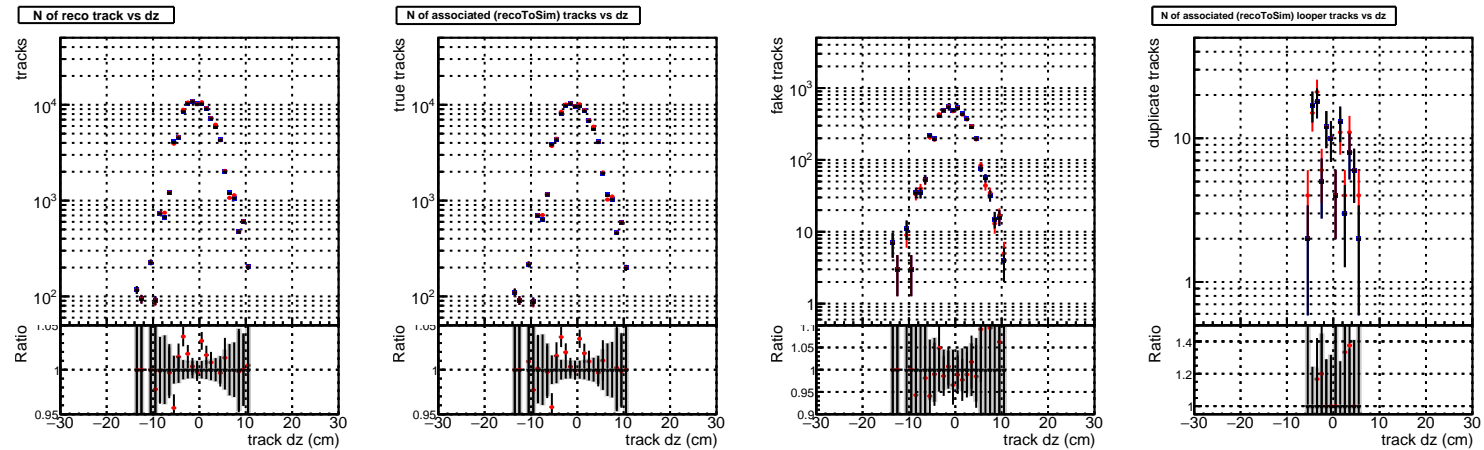 N of reco track vs dz
tracks
10^4
10^3
10^2
Ratio
1.05
1
0.95
−30 −20 −10 0 10 20 30
track dz (cm)
N of associated (recoToSim) tracks vs dz
true tracks
10^4
10^3
10^2
Ratio
1.05
1
0.95
−30 −20 −10 0 10 20 30
track dz (cm)
fake tracks
10^3
10^2
10
1
Ratio
1.1
1.05
1
0.95
0.9
−30 −20 −10 0 10 20 30
track dz (cm)
N of associated (recoToSim) looper tracks vs dz
duplicate tracks
10
1
Ratio
1.4
1.2
1
−30 −20 −10 0 10 20 30
track dz (cm)